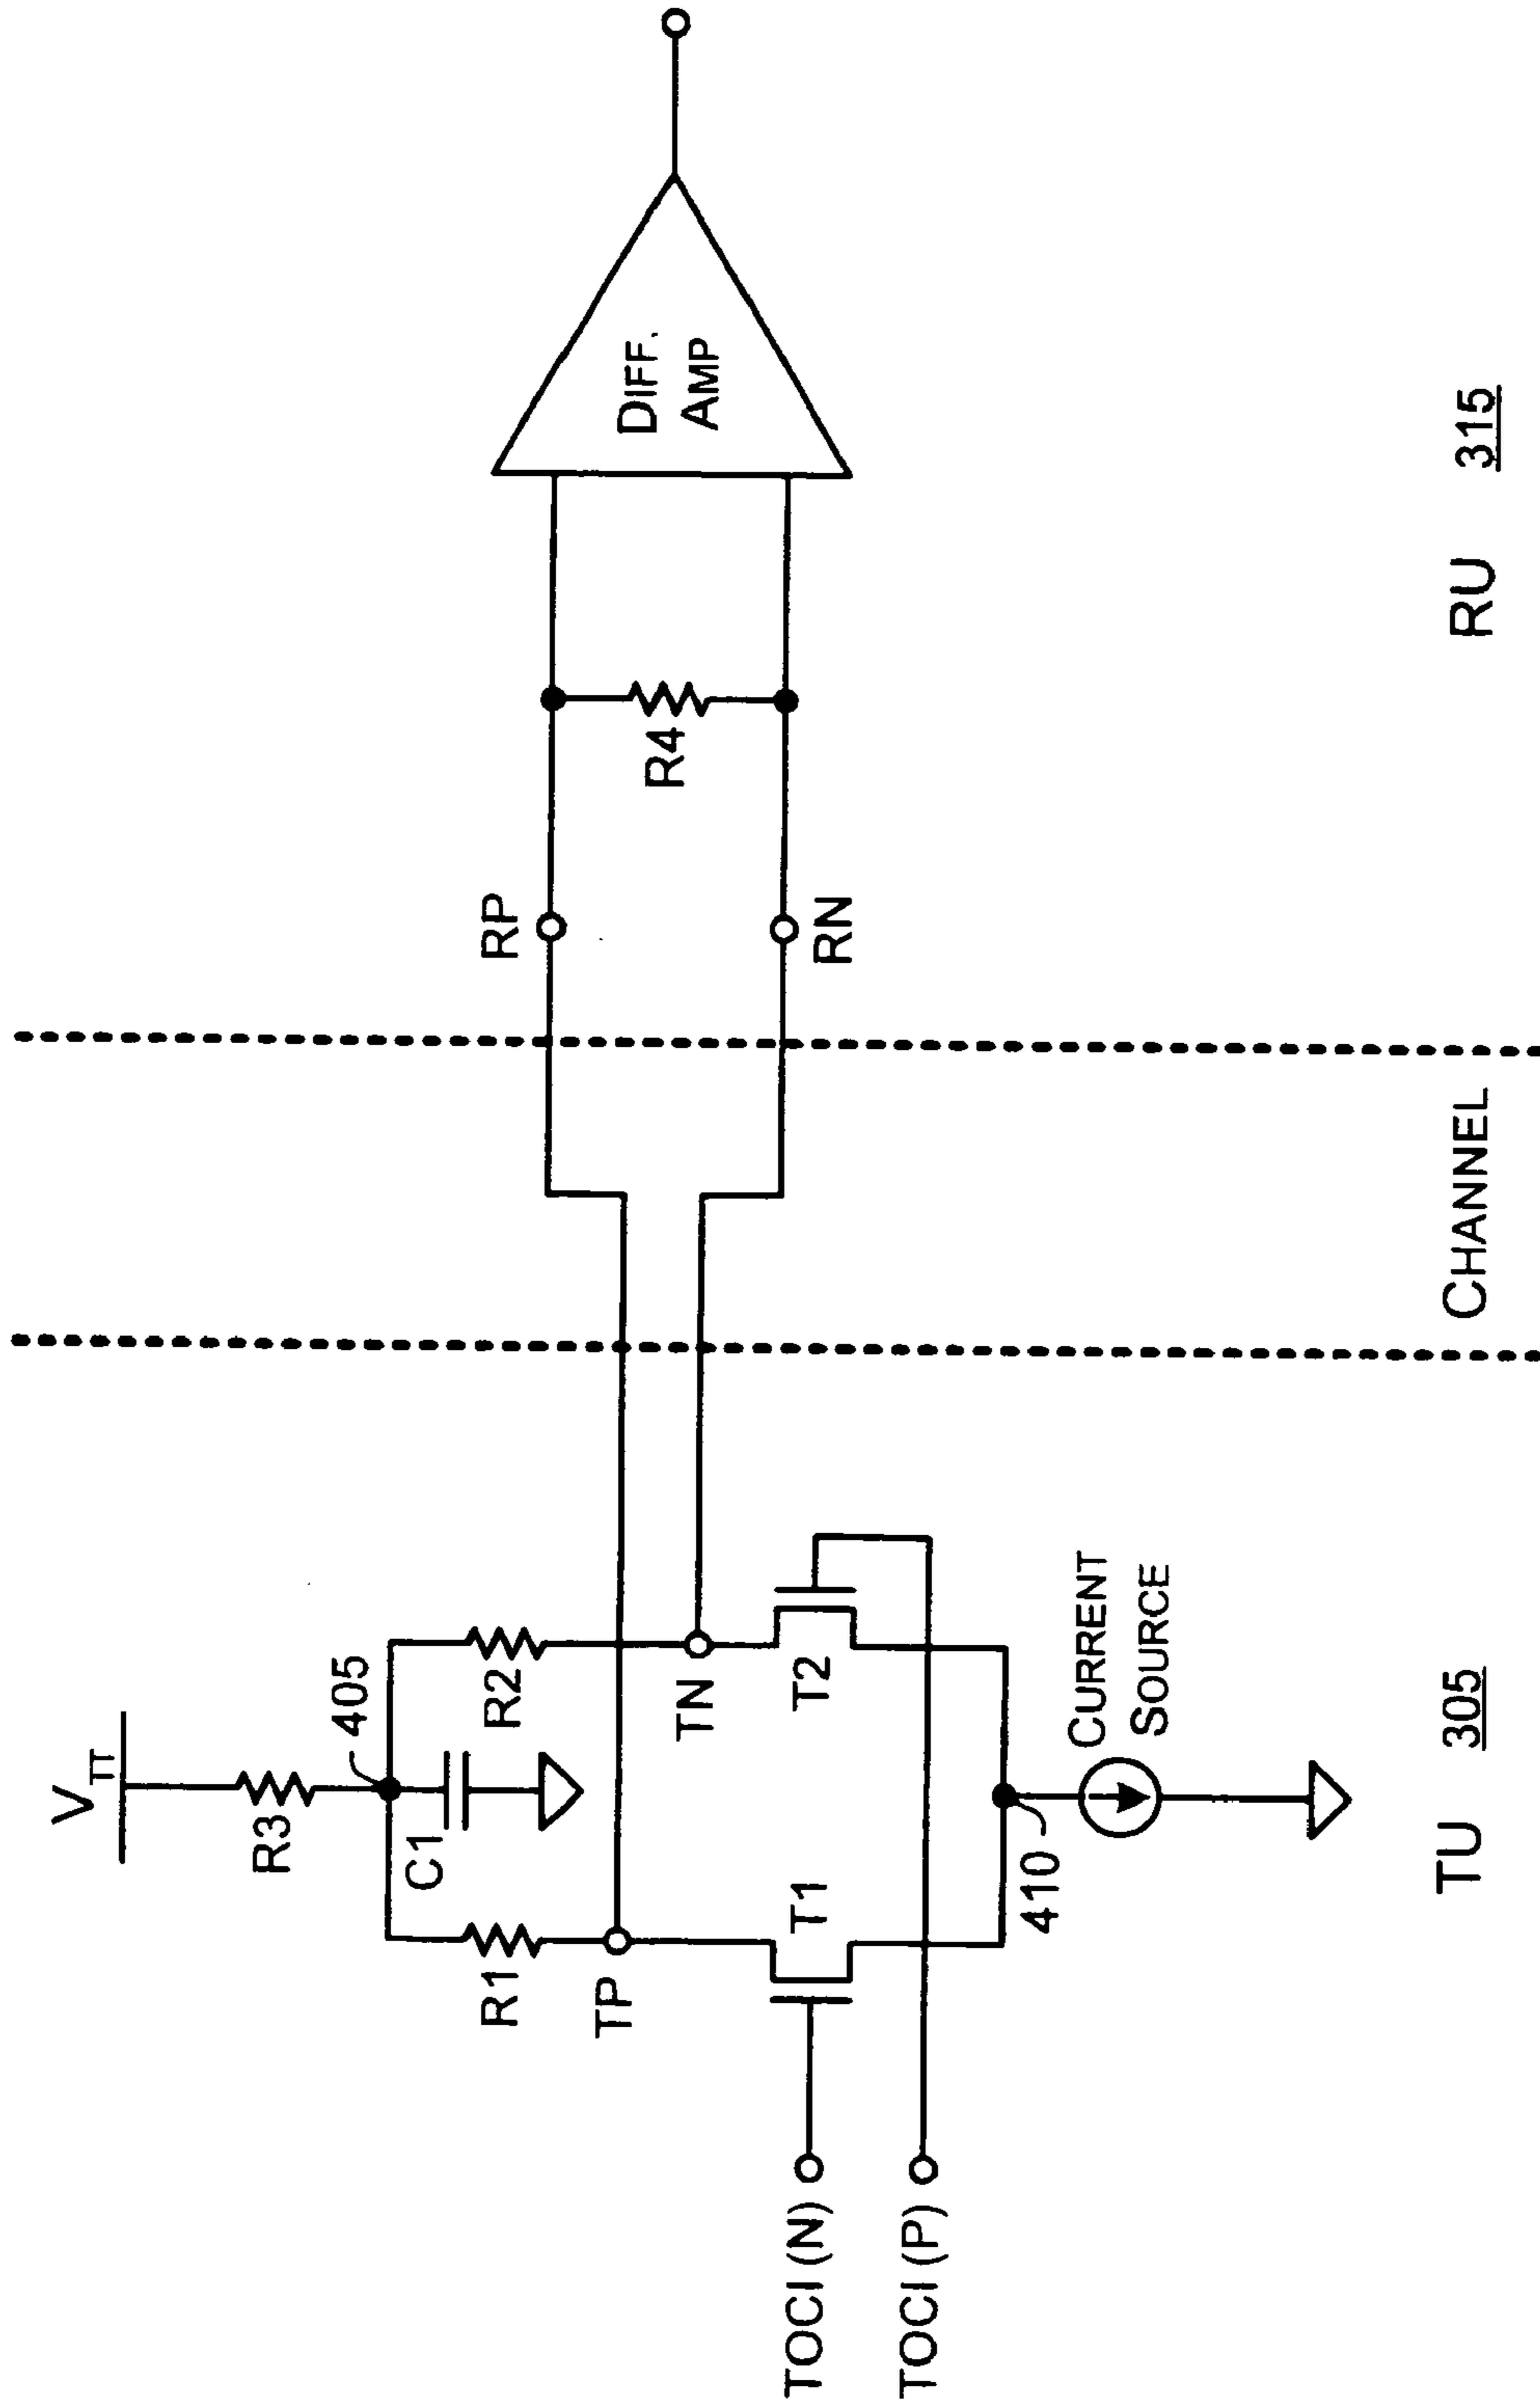 V
TT
R3
405
C1
R1
R2
TP
TN
T1
T2
TOCI (N)
TOCI (P)
410
CURRENT
SOURCE
RP
RN
R4
DIFF.
AMP
TU 305
CHANNEL
RU 315